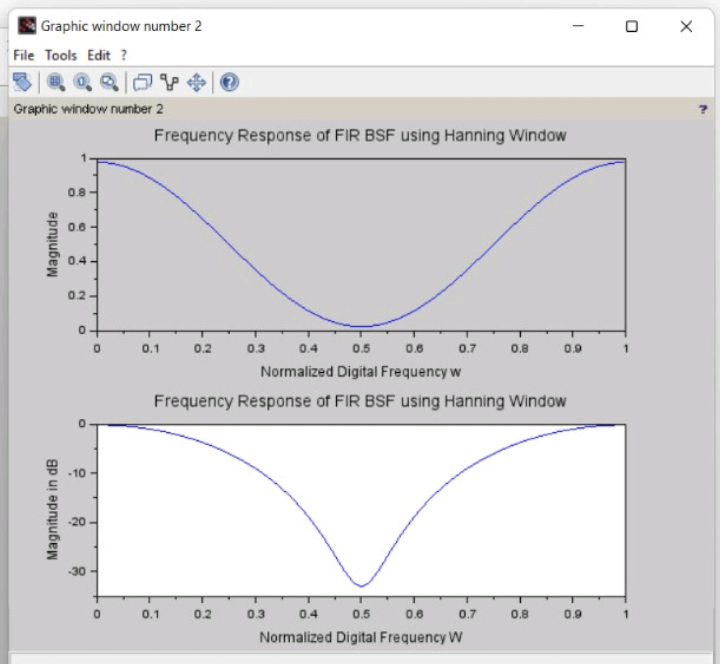 Graphic window number 2
File Tools Edit ?
Graphic window number 2 ?
Frequency Response of FIR BSF using Hanning Window
Magnitude
1
0.8
0.6
0.4
0.2
0
0 0.1 0.2 0.3 0.4 0.5 0.6 0.7 0.8 0.9 1
Normalized Digital Frequency w
Frequency Response of FIR BSF using Hanning Window
Magnitude in dB
0
-10
-20
-30
0 0.1 0.2 0.3 0.4 0.5 0.6 0.7 0.8 0.9 1
Normalized Digital Frequency W